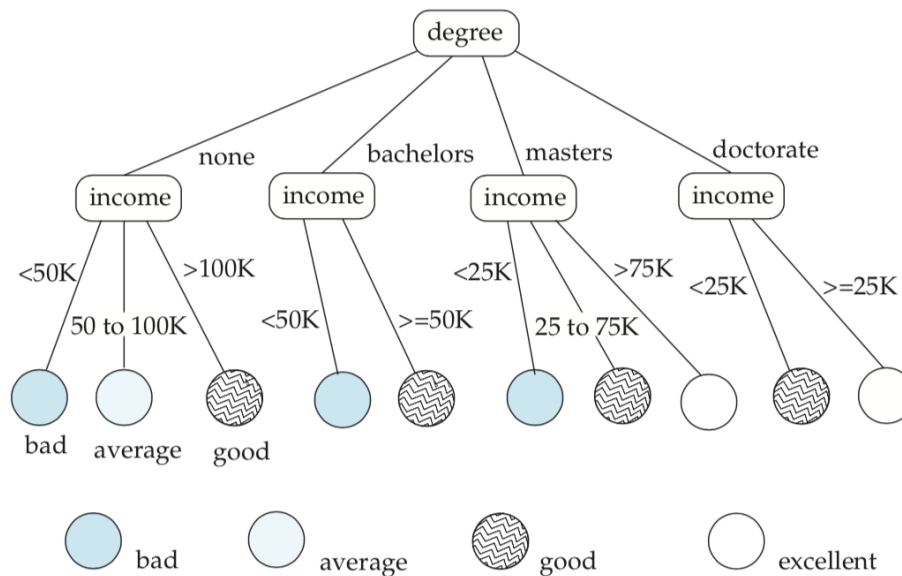 degree
none
bachelors
masters
doctorate
income
income
income
income
<50K
50 to 100K
>100K
<50K
>=50K
<25K
25 to 75K
>75K
<25K
>=25K
bad
average
good
bad
average
good
excellent